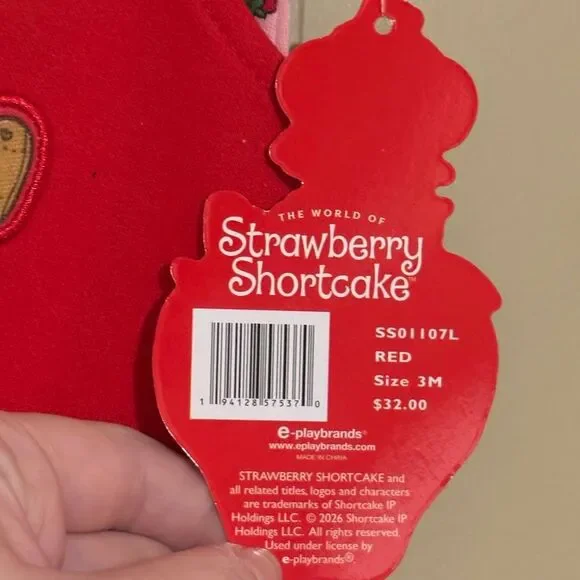 THE WORLD OF
Strawberry
Shortcake™
SS01107L
RED
Size 3M
$32.00
1 94128 57537 0
e-playbrands®
www.eplaybrands.com
MADE IN CHINA
STRAWBERRY SHORTCAKE and
all related titles, logos and characters
are trademarks of Shortcake IP
Holdings LLC. © 2026 Shortcake IP
Holdings LLC. All rights reserved.
Used under license by
e-playbrands®.